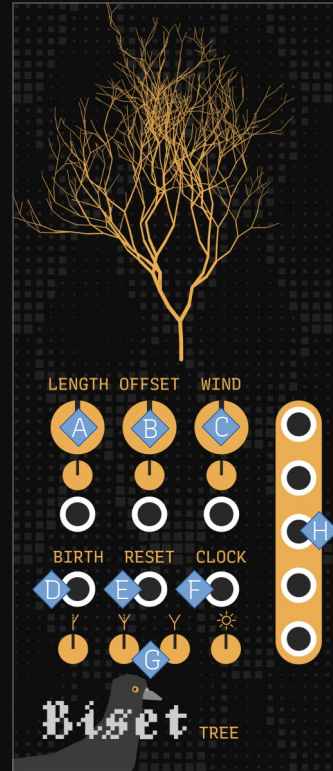 LENGTH OFFSET WIND
A B C
BIRTH RESET CLOCK
D E F
H
G
Biset TREE